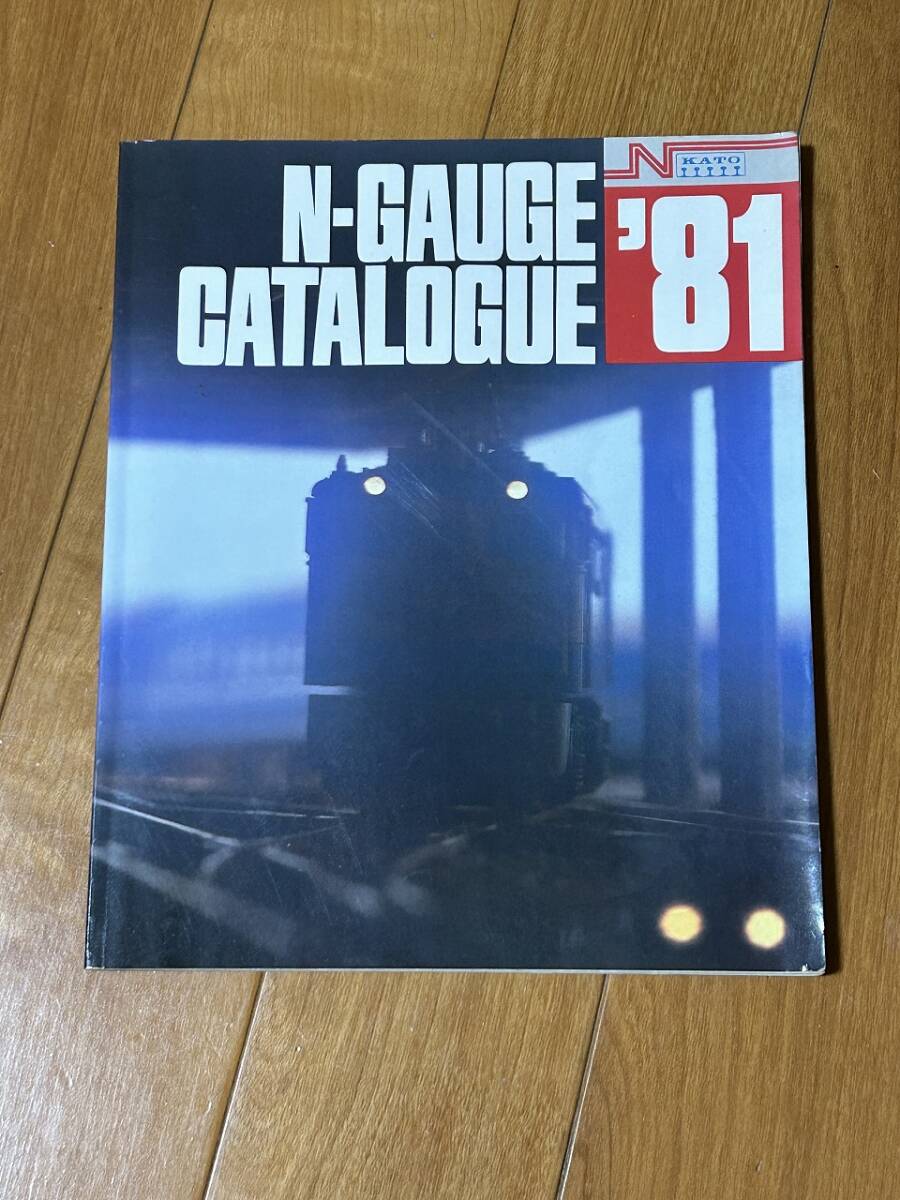 N-GAUGE
CATALOGUE
N KATO
'81